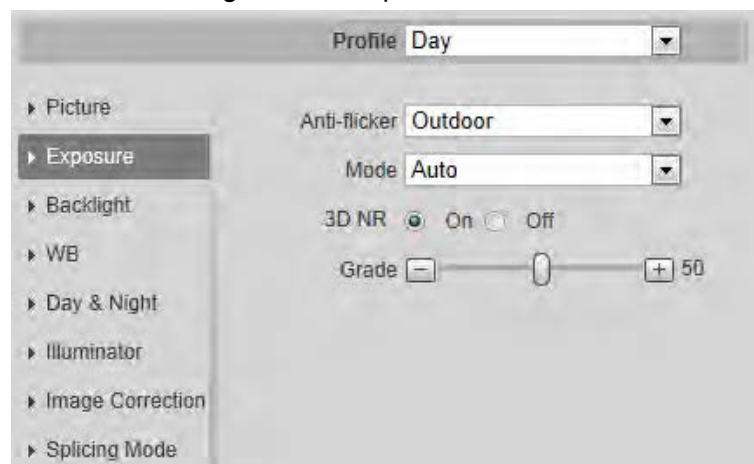 Profile Day
Picture
Anti-flicker Outdoor
Exposure
Mode Auto
Backlight
3D NR On Off
WB
Grade 50
Day & Night
Illuminator
Image Correction
Splicing Mode